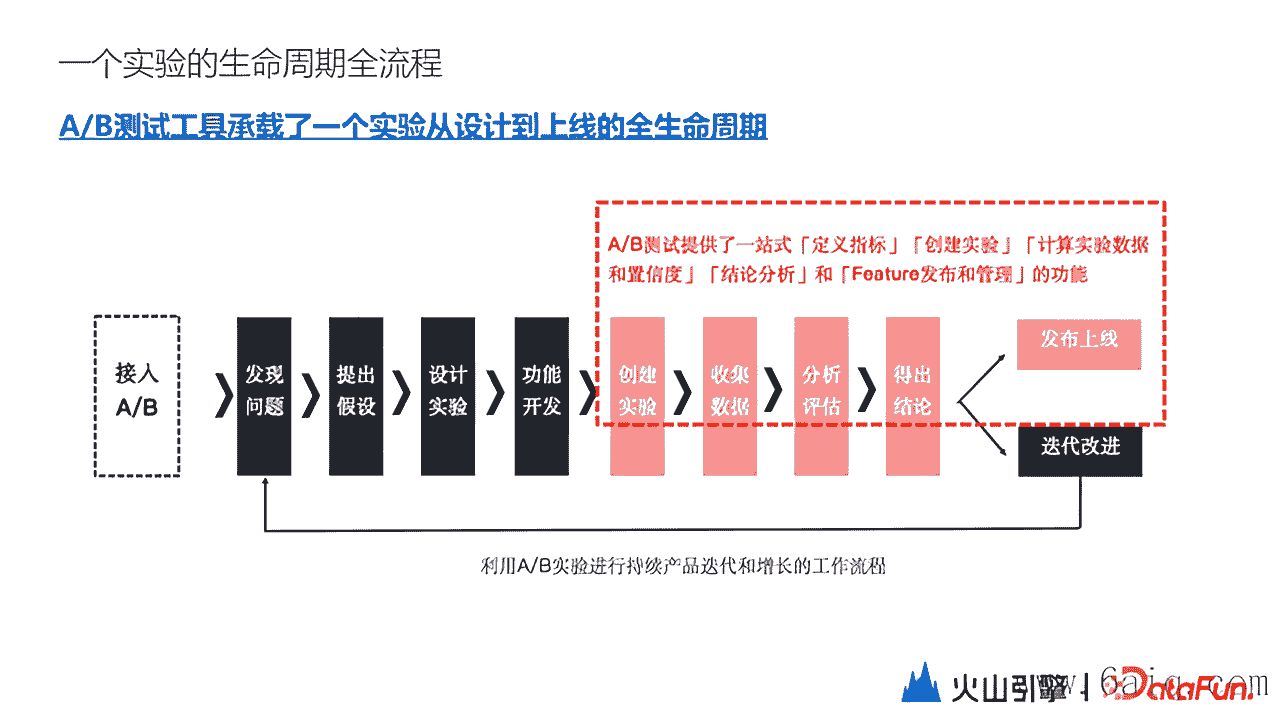 一个实验的生命周期全流程
A/B测试工具承载了一个实验从设计到上线的全生命周期
A/B测试提供了一站式「定义指标」「创建实验」「计算实验数据
和置信度」「结论分析」和「Feature发布和管理」的功能
接入
A/B
发现
问题
提出
假设
设计
实验
功能
开发
创建
实验
收集
数据
分析
评估
得出
结论
发布上线
迭代改进
利用A/B实验进行持续产品迭代和增长的工作流程
火山引擎
DataFun.